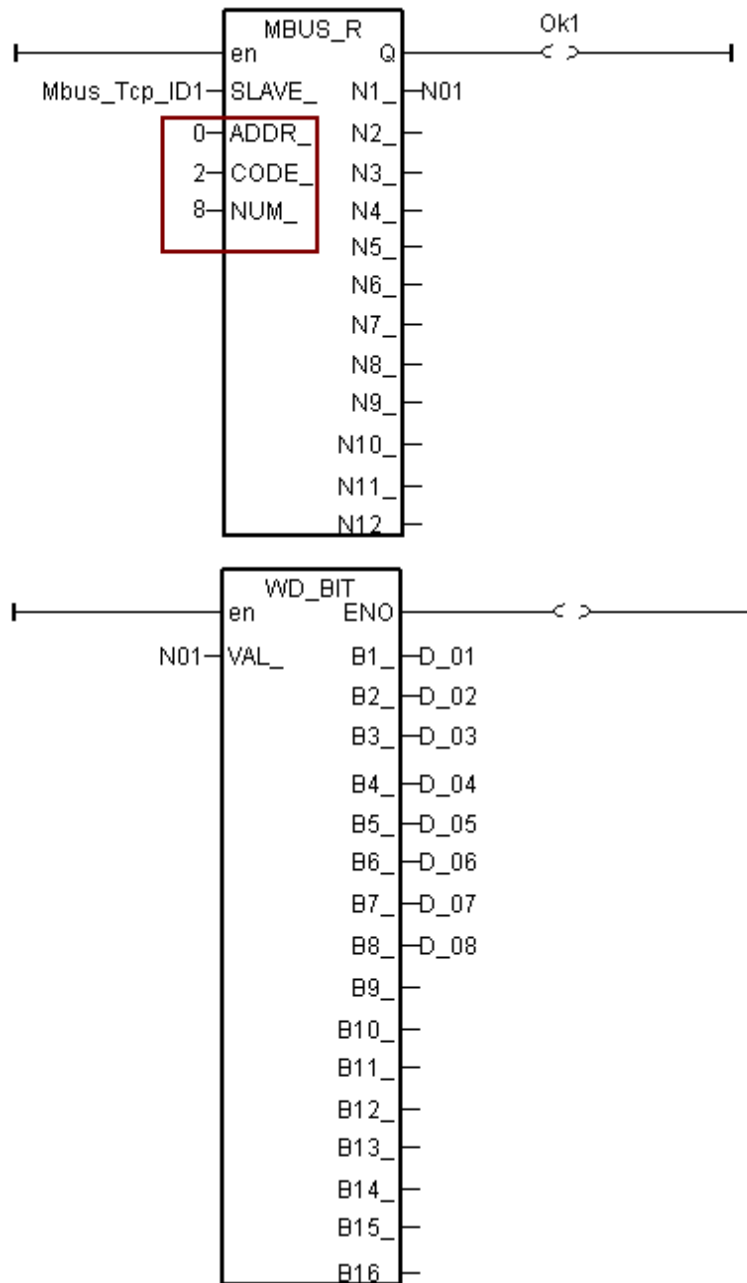 MBUS_R Ok1
en Q
Mbus_Tcp_ID1 SLAVE_ N1_ N01
0 ADDR_ N2_
2 CODE_ N3_
8 NUM_ N4_
N5_
N6_
N7_
N8_
N9_
N10_
N11_
N12_
WD_BIT
en ENO
N01 VAL_ B1_ D_01
B2_ D_02
B3_ D_03
B4_ D_04
B5_ D_05
B6_ D_06
B7_ D_07
B8_ D_08
B9_
B10_
B11_
B12_
B13_
B14_
B15_
B16_